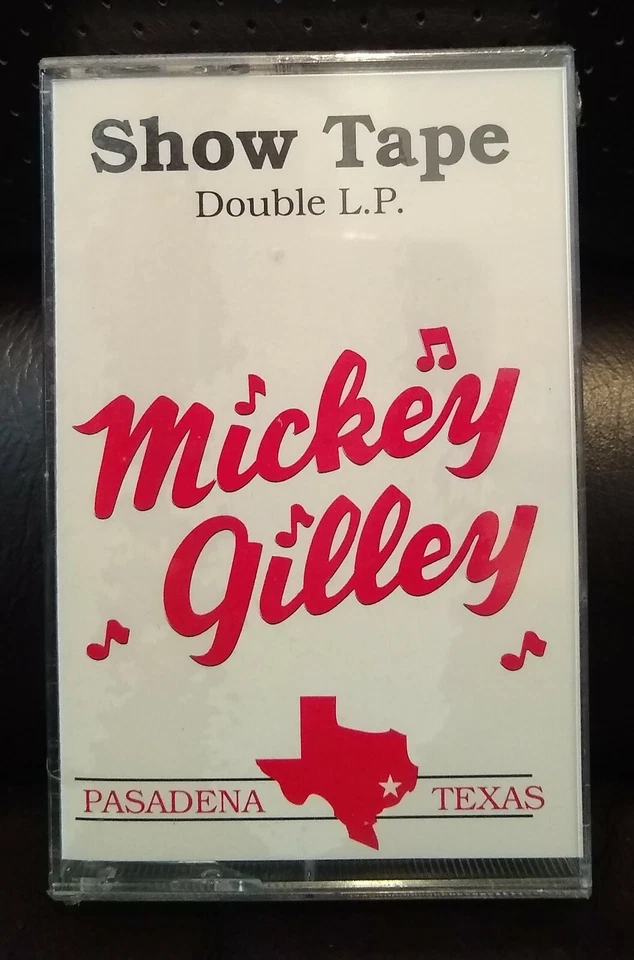 Show Tape
Double L.P.
Mickey
Gilley
PASADENA TEXAS